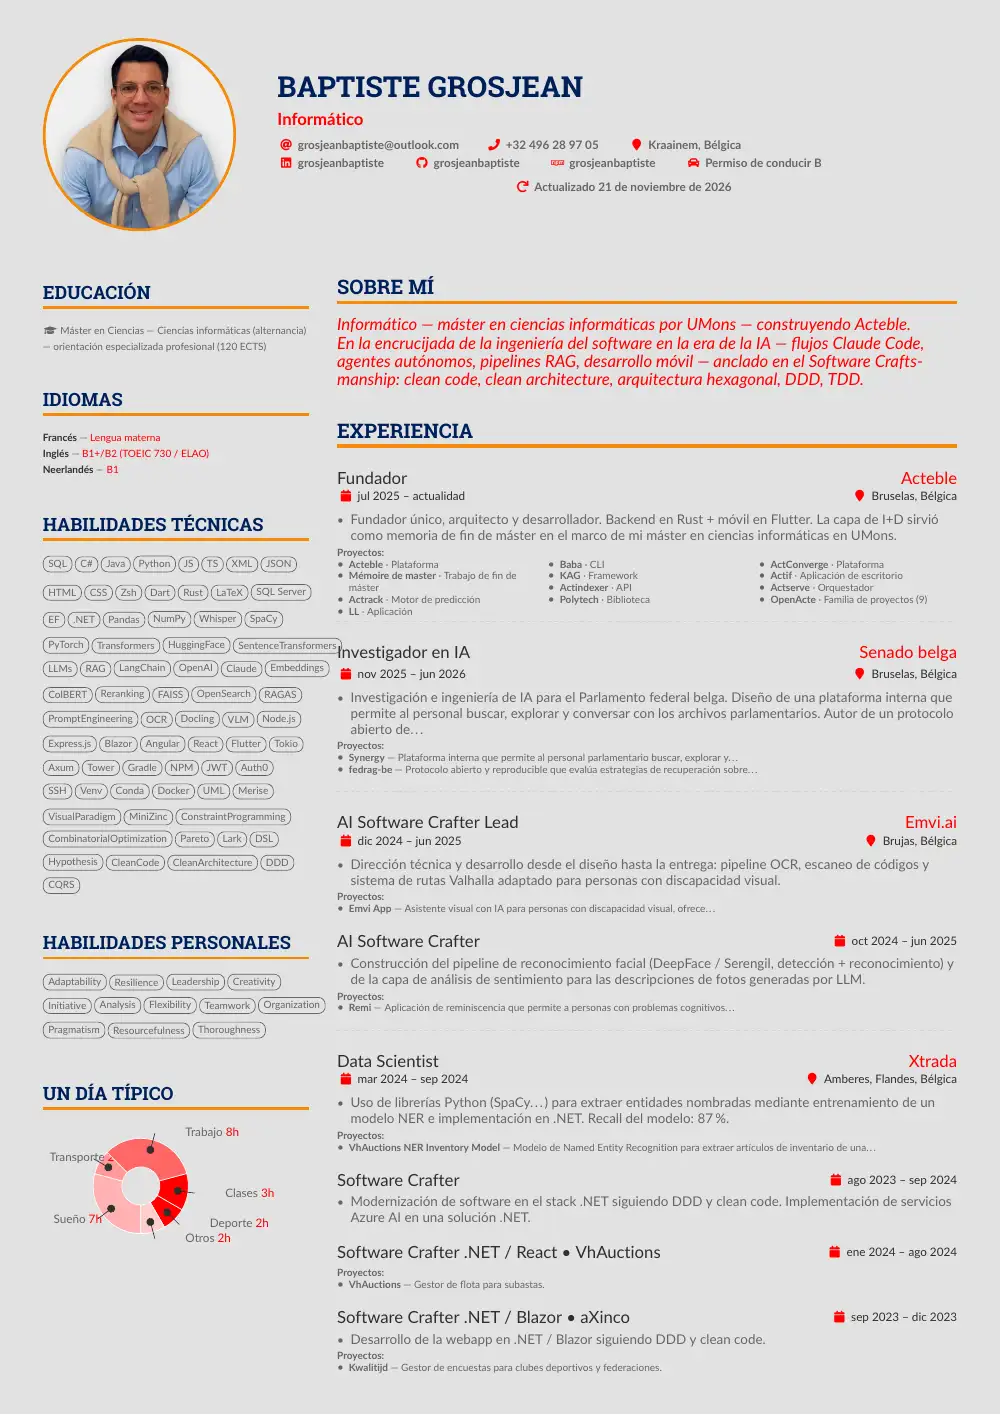 BAPTISTE GROSJEAN
Informático
grosjeanbaptiste@outlook.com +32 496 28 97 05 Kraainem, Bélgica
grosjeanbaptiste grosjeanbaptiste grosjeanbaptiste Permiso de conducir B
Actualizado 21 de noviembre de 2026
EDUCACIÓN
Máster en Ciencias — Ciencias informáticas (alternancia)
— orientación especializada profesional (120 ECTS)
IDIOMAS
Francés — Lengua materna
Inglés — B1+/B2 (TOEIC 730 / ELAO)
Neerlandés — B1
HABILIDADES TÉCNICAS
SQL C# Java Python JS TS XML JSON
HTML CSS Zsh Dart Rust LaTeX SQL Server
EF .NET Pandas NumPy Whisper SpaCy
PyTorch Transformers HuggingFace SentenceTransformers
LLMs RAG LangChain OpenAI Claude Embeddings
ColBERT Reranking FAISS OpenSearch RAGAS
PromptEngineering OCR Docling VLM Node.js
Express.js Blazor Angular React Flutter Tokio
Axum Tower Gradle NPM JWT Auth0
SSH Venv Conda Docker UML Merise
VisualParadigm MiniZinc ConstraintProgramming
CombinatorialOptimization Pareto Lark DSL
Hypothesis CleanCode CleanArchitecture DDD
CQRS
HABILIDADES PERSONALES
Adaptability Resilience Leadership Creativity
Initiative Analysis Flexibility Teamwork Organization
Pragmatism Resourcefulness Thoroughness
UN DÍA TÍPICO
Trabajo 8h
Transporte
Clases 3h
Sueño 7h
Deporte 2h
Otros 2h
SOBRE MÍ
Informático — máster en ciencias informáticas por UMons — construyendo Acteble.
En la encrucijada de la ingeniería del software en la era de la IA — flujos Claude Code,
agentes autónomos, pipelines RAG, desarrollo móvil — anclado en el Software Crafts-
manship: clean code, clean architecture, arquitectura hexagonal, DDD, TDD.
EXPERIENCIA
Fundador Acteble
jul 2025 – actualidad Bruselas, Bélgica
• Fundador único, arquitecto y desarrollador. Backend en Rust + móvil en Flutter. La capa de I+D sirvió
como memoria de fin de máster en el marco de mi máster en ciencias informáticas en UMons.
Proyectos:
• Acteble · Plataforma
• Mémoire de master · Trabajo de fin de
máster
• Actrack · Motor de predicción
• LL · Aplicación
• Baba · CLI
• KAG · Framework
• Actindexer · API
• Polytech · Biblioteca
• ActConverge · Plataforma
• Actif · Aplicación de escritorio
• Actserve · Orquestador
• OpenActe · Familia de proyectos (9)
Investigador en IA Senado belga
nov 2025 – jun 2026 Bruselas, Bélgica
• Investigación e ingeniería de IA para el Parlamento federal belga. Diseño de una plataforma interna que
permite al personal buscar, explorar y conversar con los archivos parlamentarios. Autor de un protocolo
abierto de…
Proyectos:
• Synergy — Plataforma interna que permite al personal parlamentario buscar, explorar y…
• fedrag-be — Protocolo abierto y reproducible que evalúa estrategias de recuperación sobre…
AI Software Crafter Lead Emvi.ai
dic 2024 – jun 2025 Brujas, Bélgica
• Dirección técnica y desarrollo desde el diseño hasta la entrega: pipeline OCR, escaneo de códigos y
sistema de rutas Valhalla adaptado para personas con discapacidad visual.
Proyectos:
• Emvi App — Asistente visual con IA para personas con discapacidad visual, ofrece…
AI Software Crafter oct 2024 – jun 2025
• Construcción del pipeline de reconocimiento facial (DeepFace / Serengil, detección + reconocimiento) y
de la capa de análisis de sentimiento para las descripciones de fotos generadas por LLM.
Proyectos:
• Remi — Aplicación de reminiscencia que permite a personas con problemas cognitivos…
Data Scientist Xtrada
mar 2024 – sep 2024 Amberes, Flandes, Bélgica
• Uso de librerías Python (SpaCy…) para extraer entidades nombradas mediante entrenamiento de un
modelo NER e implementación en .NET. Recall del modelo: 87 %.
Proyectos:
• VhAuctions NER Inventory Model — Modelo de Named Entity Recognition para extraer artículos de inventario de una…
Software Crafter ago 2023 – sep 2024
• Modernización de software en el stack .NET siguiendo DDD y clean code. Implementación de servicios
Azure AI en una solución .NET.
Software Crafter .NET / React • VhAuctions ene 2024 – ago 2024
Proyectos:
• VhAuctions — Gestor de flota para subastas.
Software Crafter .NET / Blazor • aXinco sep 2023 – dic 2023
• Desarrollo de la webapp en .NET / Blazor siguiendo DDD y clean code.
Proyectos:
• Kwalitijd — Gestor de encuestas para clubes deportivos y federaciones.